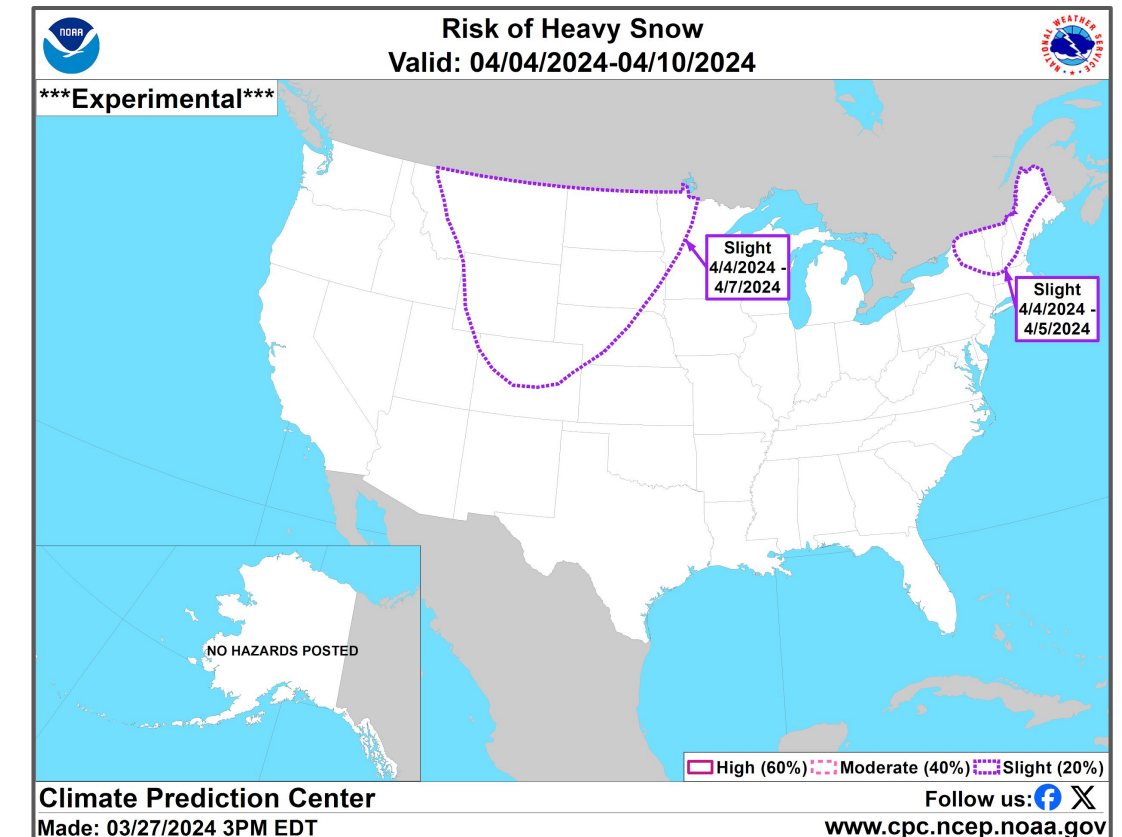 NOAA
Risk of Heavy Snow
Valid: 04/04/2024-04/10/2024
NATIONAL WEATHER SERVICE
***Experimental***
Slight
4/4/2024 -
4/7/2024
Slight
4/4/2024 -
4/5/2024
NO HAZARDS POSTED
High (60%) Moderate (40%) Slight (20%)
Climate Prediction Center
Follow us:
Made: 03/27/2024 3PM EDT
www.cpc.ncep.noaa.gov